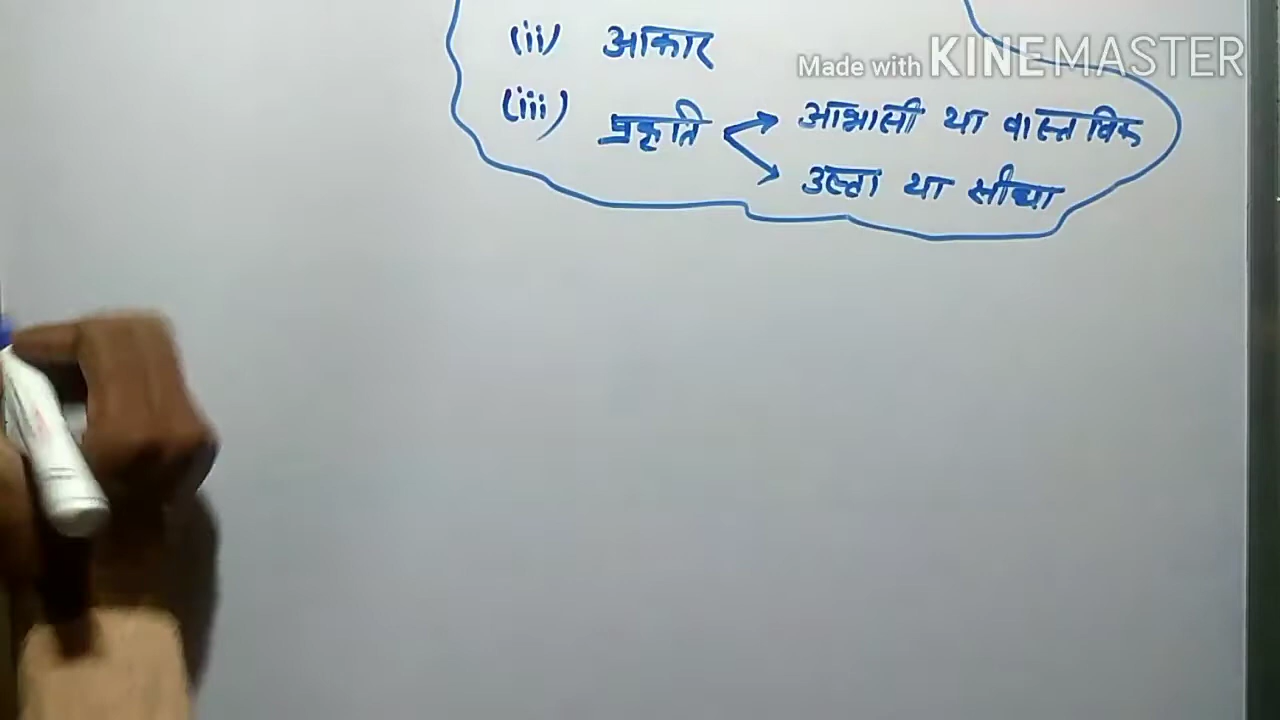 (ii) आकार
Made with KINEMASTER
(iii) प्रकृति आभासी या वास्तविक
उल्टा या सीधा